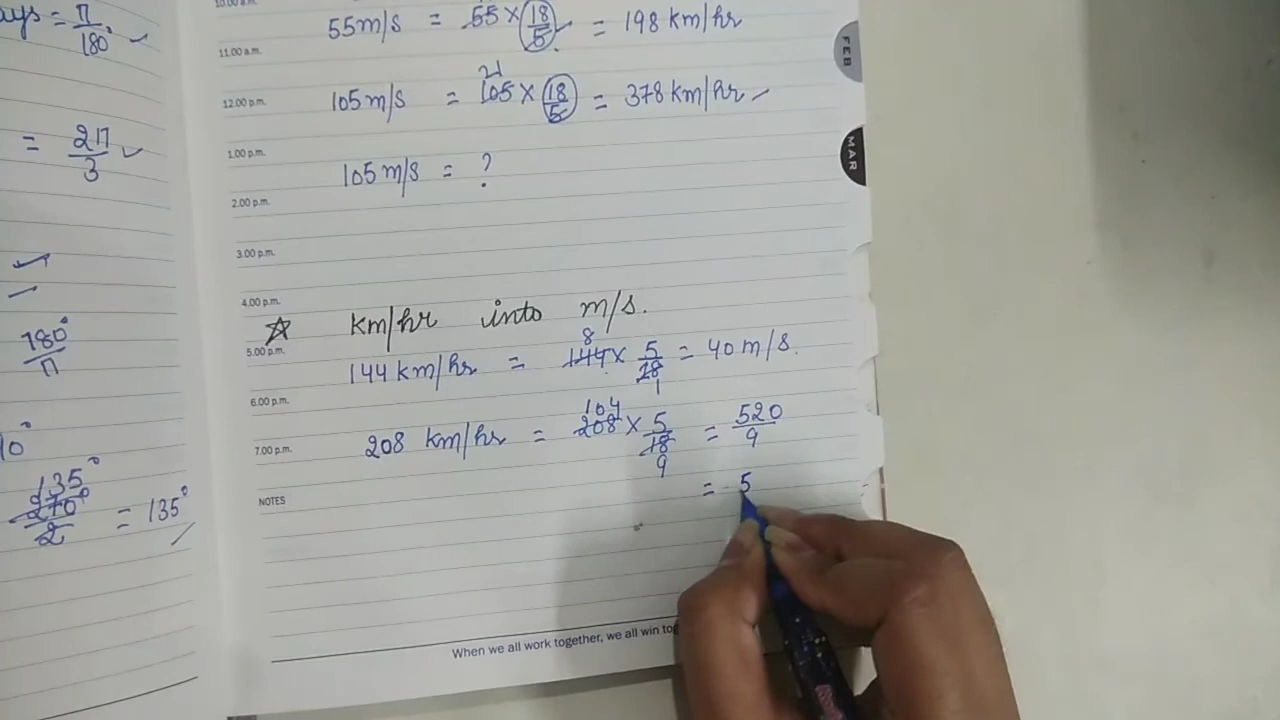 = π/180
= 2π/3
180°/π
10°
135°
270°/2 = 135°
10.00 a.m.
55 m/s = 55 × 18/5 = 198 km/hr
11.00 a.m.
21
12.00 p.m. 105 m/s = 105 × 18/5 = 378 km/hr
1.00 p.m.
105 m/s = ?
2.00 p.m.
3.00 p.m.
4.00 p.m.
km/hr into m/s.
5.00 p.m.
8
144 km/hr = 144 × 5/18 = 40 m/s.
1
6.00 p.m.
104
7.00 p.m. 208 km/hr = 208 × 5/18 = 520/9
9
= 5
NOTES
When we all work together, we all win
FEB
MAR